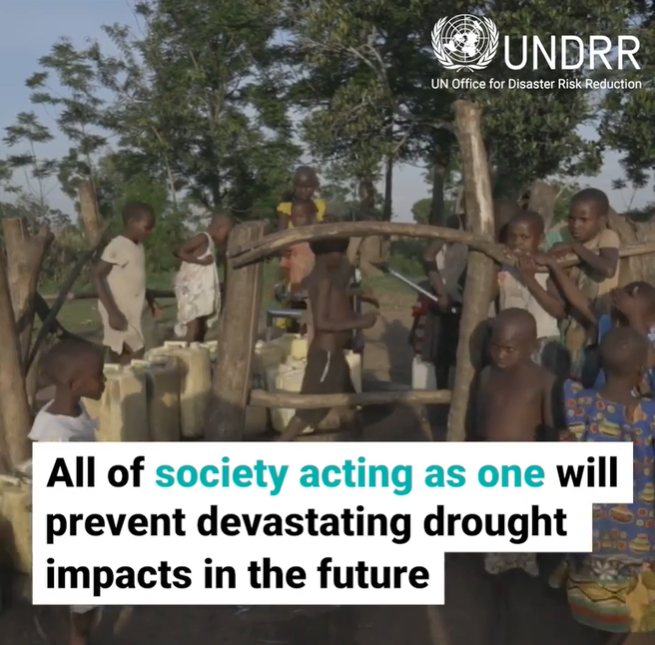 UNDRR
UN Office for Disaster Risk Reduction
All of society acting as one will
prevent devastating drought
impacts in the future